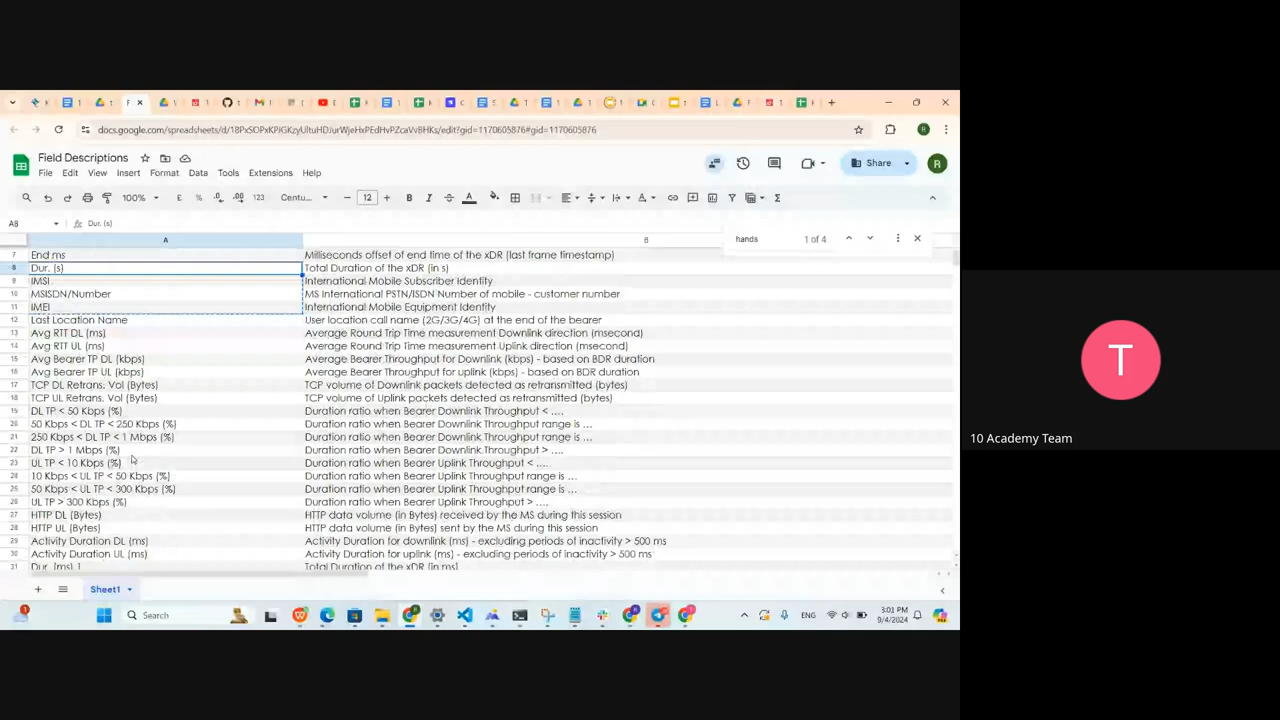 docs.google.com/spreadsheets/d/18PxSOPxKPJGKzyUltuHDJurWjeHxPEdHvPZcaVvBHKs/edit?gid=1170605876#gid=1170605876
R
Field Descriptions
File Edit View Insert Format Data Tools Extensions Help
Share
R
100% £ % .0 .00 123 Centu... 12 B I A
A8 Dur. (s)
hands 1 of 4
A B
7 End ms Milliseconds offset of end time of the xDR (last frame timestamp)
8 Dur. (s) Total Duration of the xDR (in s)
9 IMSI International Mobile Subscriber Identity
10 MSISDN/Number MS International PSTN/ISDN Number of mobile - customer number
11 IMEI International Mobile Equipment Identity
12 Last Location Name User location call name (2G/3G/4G) at the end of the bearer
13 Avg RTT DL (ms) Average Round Trip Time measurement Downlink direction (msecond)
14 Avg RTT UL (ms) Average Round Trip Time measurement Uplink direction (msecond)
15 Avg Bearer TP DL (kbps) Average Bearer Throughput for Downlink (kbps) - based on BDR duration
16 Avg Bearer TP UL (kbps) Average Bearer Throughput for uplink (kbps) - based on BDR duration
17 TCP DL Retrans. Vol (Bytes) TCP volume of Downlink packets detected as retransmitted (bytes)
18 TCP UL Retrans. Vol (Bytes) TCP volume of Uplink packets detected as retransmitted (bytes)
19 DL TP < 50 Kbps (%) Duration ratio when Bearer Downlink Throughput < ....
20 50 Kbps < DL TP < 250 Kbps (%) Duration ratio when Bearer Downlink Throughput range is ...
21 250 Kbps < DL TP < 1 Mbps (%) Duration ratio when Bearer Downlink Throughput range is ...
22 DL TP > 1 Mbps (%) Duration ratio when Bearer Downlink Throughput > ....
23 UL TP < 10 Kbps (%) Duration ratio when Bearer Uplink Throughput < ....
24 10 Kbps < UL TP < 50 Kbps (%) Duration ratio when Bearer Uplink Throughput range is ...
25 50 Kbps < UL TP < 300 Kbps (%) Duration ratio when Bearer Uplink Throughput range is ...
26 UL TP > 300 Kbps (%) Duration ratio when Bearer Uplink Throughput > ....
27 HTTP DL (Bytes) HTTP data volume (in Bytes) received by the MS during this session
28 HTTP UL (Bytes) HTTP data volume (in Bytes) sent by the MS during this session
29 Activity Duration DL (ms) Activity Duration for downlink (ms) - excluding periods of inactivity > 500 ms
30 Activity Duration UL (ms) Activity Duration for uplink (ms) - excluding periods of inactivity > 500 ms
31 Dur. (ms).1 Total Duration of the xDR (in ms)
Sheet1
Search
ENG
3:01 PM
9/4/2024
T
10 Academy Team